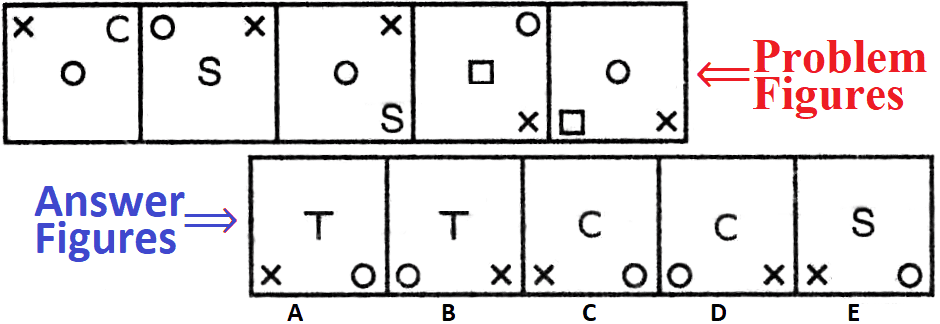 × C O × × O
O S O □ O
S × □ ×
Problem
Figures
Answer
Figures
T T C C S
× O O × × O O × × O
A B C D E